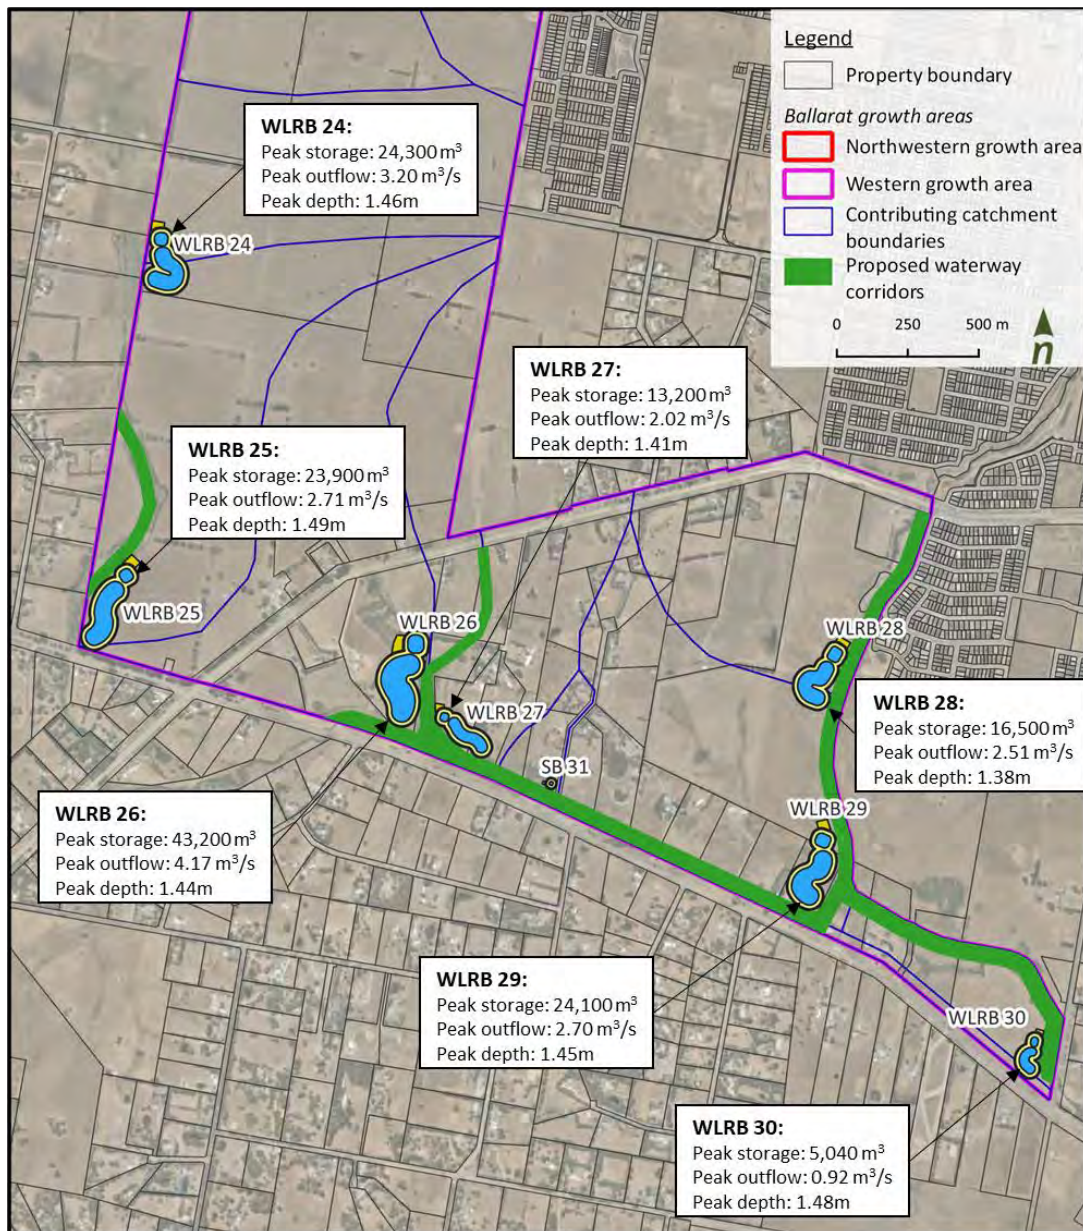 Legend
Property boundary
Ballarat growth areas
Northwestern growth area
Western growth area
Contributing catchment
boundaries
Proposed waterway
corridors
0 250 500 m
n
WLRB 24:
Peak storage: 24,300 m³
Peak outflow: 3.20 m³/s
Peak depth: 1.46m
WLRB 24
WLRB 27:
Peak storage: 13,200 m³
Peak outflow: 2.02 m³/s
Peak depth: 1.41m
WLRB 25:
Peak storage: 23,900 m³
Peak outflow: 2.71 m³/s
Peak depth: 1.49m
WLRB 25
WLRB 26
WLRB 27
WLRB 28
SB 31
WLRB 28:
Peak storage: 16,500 m³
Peak outflow: 2.51 m³/s
Peak depth: 1.38m
WLRB 29
WLRB 26:
Peak storage: 43,200 m³
Peak outflow: 4.17 m³/s
Peak depth: 1.44m
WLRB 29:
Peak storage: 24,100 m³
Peak outflow: 2.70 m³/s
Peak depth: 1.45m
WLRB 30
WLRB 30:
Peak storage: 5,040 m³
Peak outflow: 0.92 m³/s
Peak depth: 1.48m